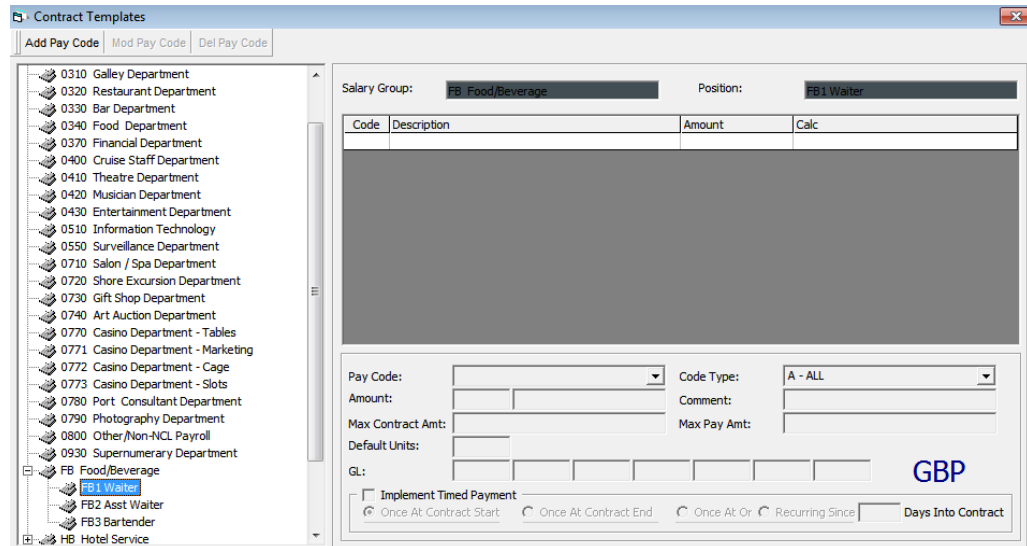 Contract Templates
Add Pay Code Mod Pay Code Del Pay Code
0310 Galley Department
0320 Restaurant Department
0330 Bar Department
0340 Food Department
0370 Financial Department
0400 Cruise Staff Department
0410 Theatre Department
0420 Musician Department
0430 Entertainment Department
0510 Information Technology
0550 Surveillance Department
0710 Salon / Spa Department
0720 Shore Excursion Department
0730 Gift Shop Department
0740 Art Auction Department
0770 Casino Department - Tables
0771 Casino Department - Marketing
0772 Casino Department - Cage
0773 Casino Department - Slots
0780 Port Consultant Department
0790 Photography Department
0800 Other/Non-NCL Payroll
0930 Supernumerary Department
FB Food/Beverage
FB1 Waiter
FB2 Asst Waiter
FB3 Bartender
HB Hotel Service
Salary Group: FB Food/Beverage Position: FB1 Waiter
Code Description Amount Calc
Pay Code: Code Type: A - ALL
Amount: Comment:
Max Contract Amt: Max Pay Amt:
Default Units:
GL: GBP
Implement Timed Payment
Once At Contract Start Once At Contract End Once At Or Recurring Since Days Into Contract